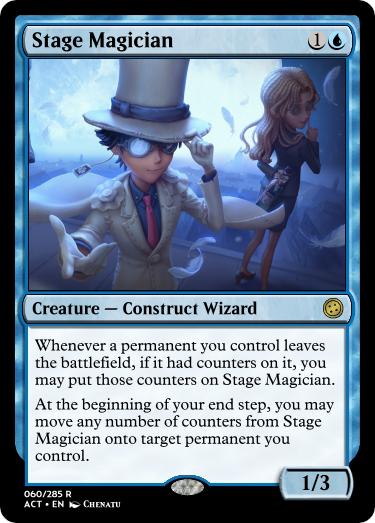 Stage Magician 1
Creature — Construct Wizard
Whenever a permanent you control leaves
the battlefield, if it had counters on it, you
may put those counters on Stage Magician.
At the beginning of your end step, you may
move any number of counters from Stage
Magician onto target permanent you
control.
1/3
060/285 R
ACT • EN Chenatu